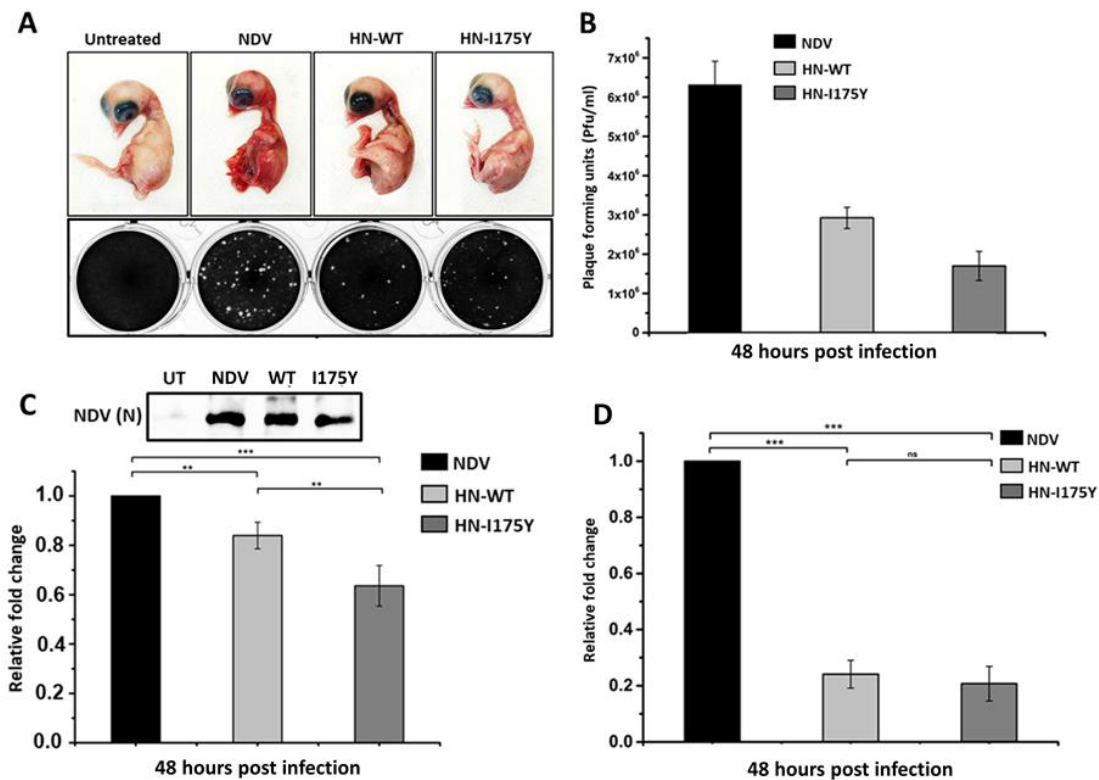 A
Untreated
NDV
HN-WT
HN-I175Y
B
NDV
HN-WT
HN-I175Y
Plaque forming units (Pfu/ml)
7x10⁶
6x10⁶
5x10⁶
4x10⁶
3x10⁶
2x10⁶
1x10⁶
0
48 hours post infection
C
UT NDV WT I175Y
NDV (N)
***
**
**
NDV
HN-WT
HN-I175Y
Relative fold change
1.0
0.8
0.6
0.4
0.2
0.0
48 hours post infection
D
***
***
ns
NDV
HN-WT
HN-I175Y
Relative fold change
1.0
0.8
0.6
0.4
0.2
0.0
48 hours post infection